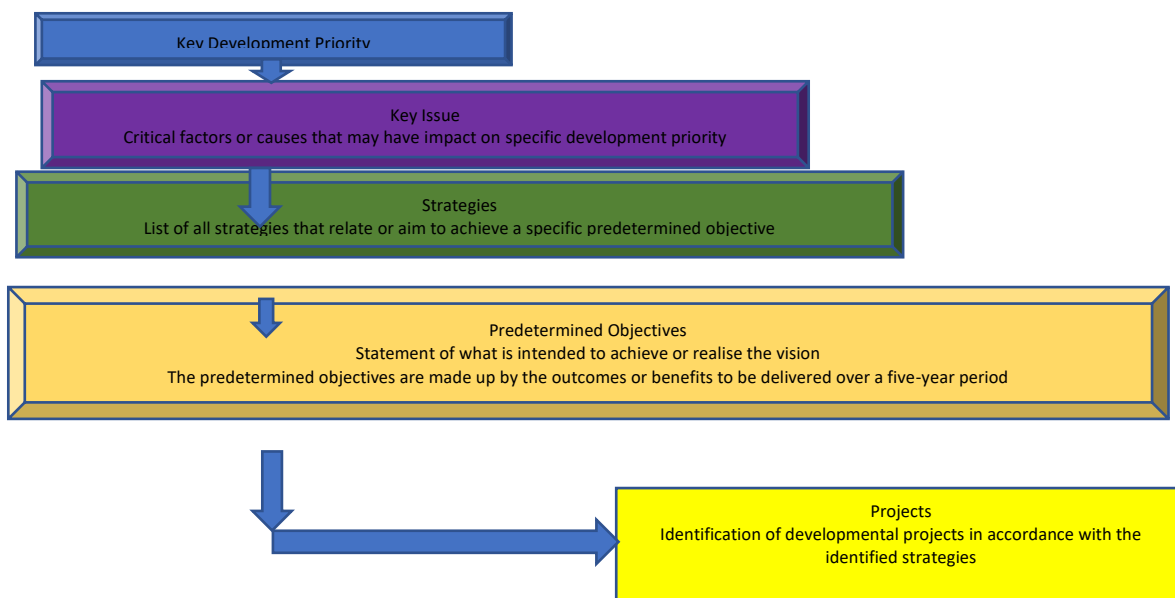 Key Development Priority
Key Issue
Critical factors or causes that may have impact on specific development priority
Strategies
List of all strategies that relate or aim to achieve a specific predetermined objective
Predetermined Objectives
Statement of what is intended to achieve or realise the vision
The predetermined objectives are made up by the outcomes or benefits to be delivered over a five-year period
Projects
Identification of developmental projects in accordance with the
identified strategies